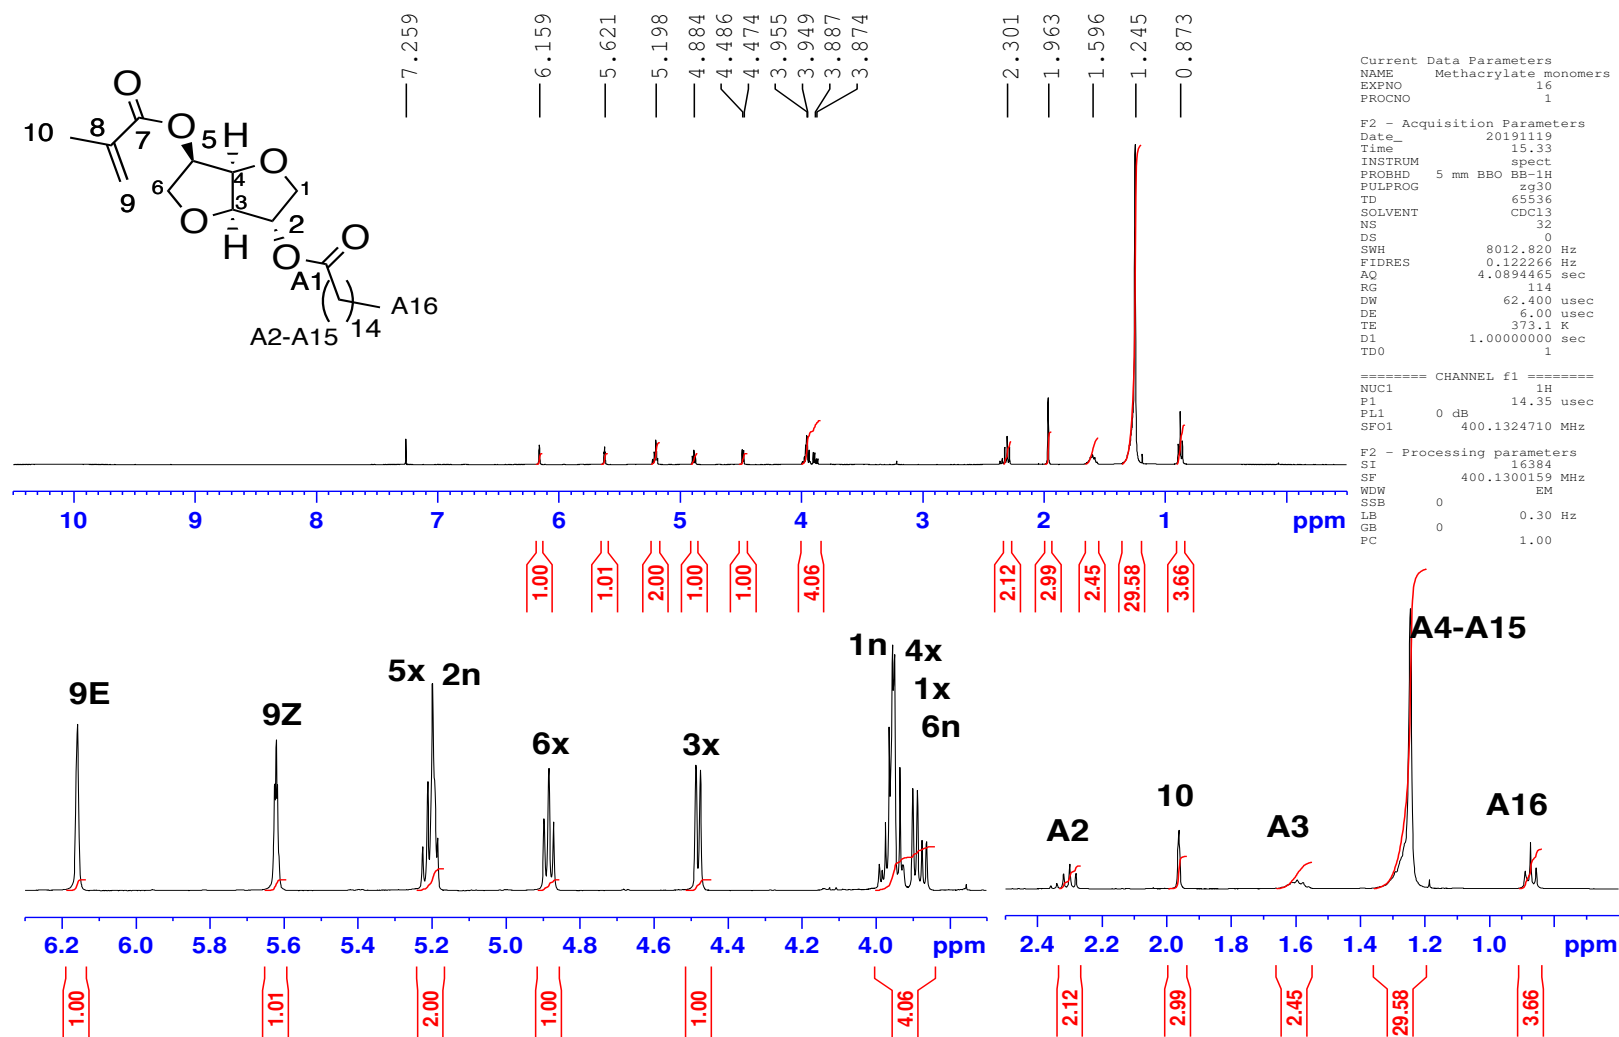 7.259
6.159
5.621
5.198
4.884
4.486
4.474
3.955
3.949
3.887
3.874
2.301
1.963
1.596
1.245
0.873
O
O
10
8
7
5
H
O
9
6
4
1
3
O
H
2
O
O
A1
A16
A2-A15
14
Current Data Parameters
NAME Methacrylate monomers
EXPNO 16
PROCNO 1
F2 - Acquisition Parameters
Date_ 20191119
Time 15.33
INSTRUM spect
PROBHD 5 mm BBO BB-1H
PULPROG zg30
TD 65536
SOLVENT CDCl3
NS 32
DS 0
SWH 8012.820 Hz
FIDRES 0.122266 Hz
AQ 4.0894465 sec
RG 114
DW 62.400 usec
DE 6.00 usec
TE 373.1 K
D1 1.00000000 sec
TD0 1
======== CHANNEL f1 ========
NUC1 1H
P1 14.35 usec
PL1 0 dB
SFO1 400.1324710 MHz
F2 - Processing parameters
SI 16384
SF 400.1300159 MHz
WDW EM
SSB 0
LB 0.30 Hz
GB 0
PC 1.00
10 9 8 7 6 5 4 3 2 1 ppm
1.00
1.01
2.00
1.00
1.00
4.06
2.12
2.99
2.45
29.58
3.66
9E
9Z
5x 2n
6x
3x
1n 4x
1x
6n
A2
10
A3
A4-A15
A16
6.2 6.0 5.8 5.6 5.4 5.2 5.0 4.8 4.6 4.4 4.2 4.0 ppm
2.4 2.2 2.0 1.8 1.6 1.4 1.2 1.0 ppm
1.00
1.01
2.00
1.00
1.00
4.06
2.12
2.99
2.45
29.58
3.66